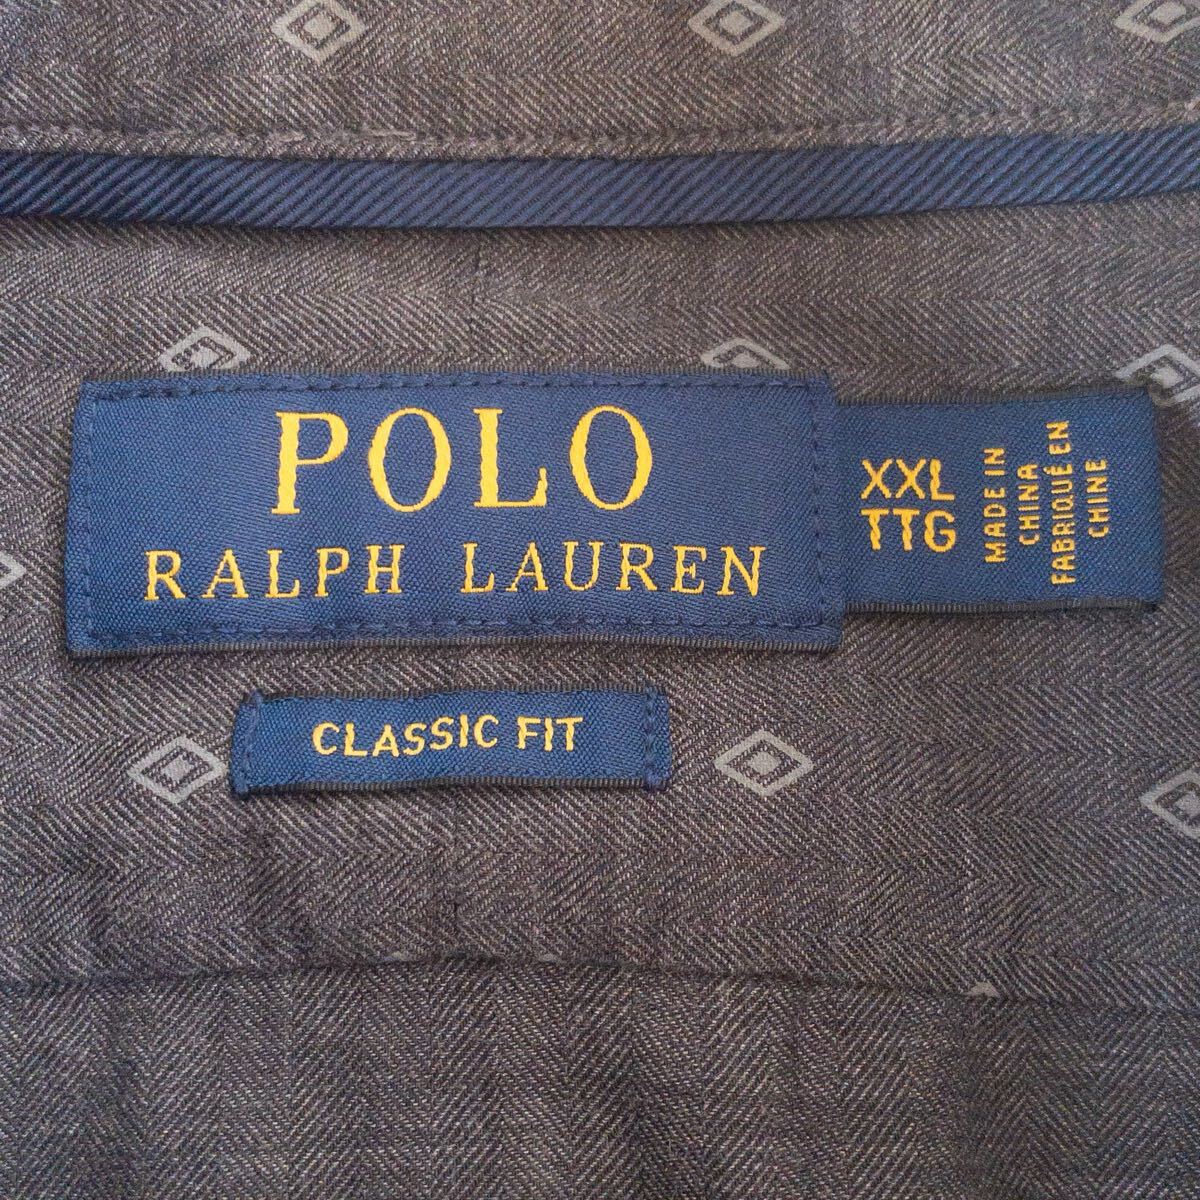 POLO
RALPH LAUREN
XXL
TTG
MADE IN
CHINA
FABRIQUÉ EN
CHINE
CLASSIC FIT